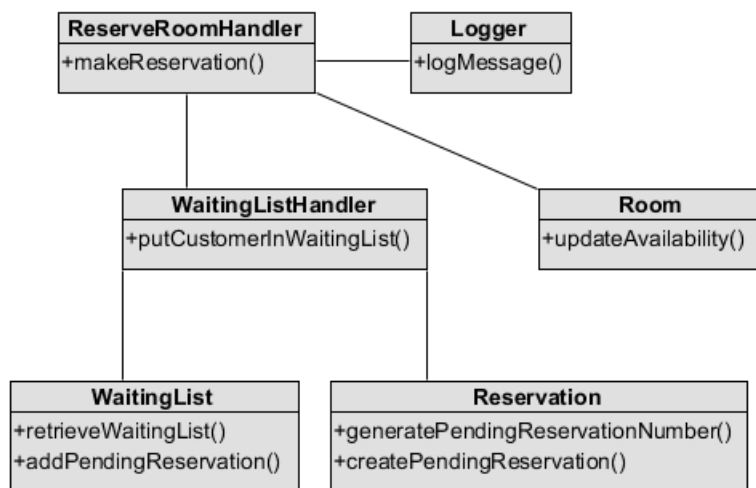 ReserveRoomHandler
+makeReservation()
Logger
+logMessage()
WaitingListHandler
+putCustomerInWaitingList()
Room
+updateAvailability()
WaitingList
+retrieveWaitingList()
+addPendingReservation()
Reservation
+generatePendingReservationNumber()
+createPendingReservation()